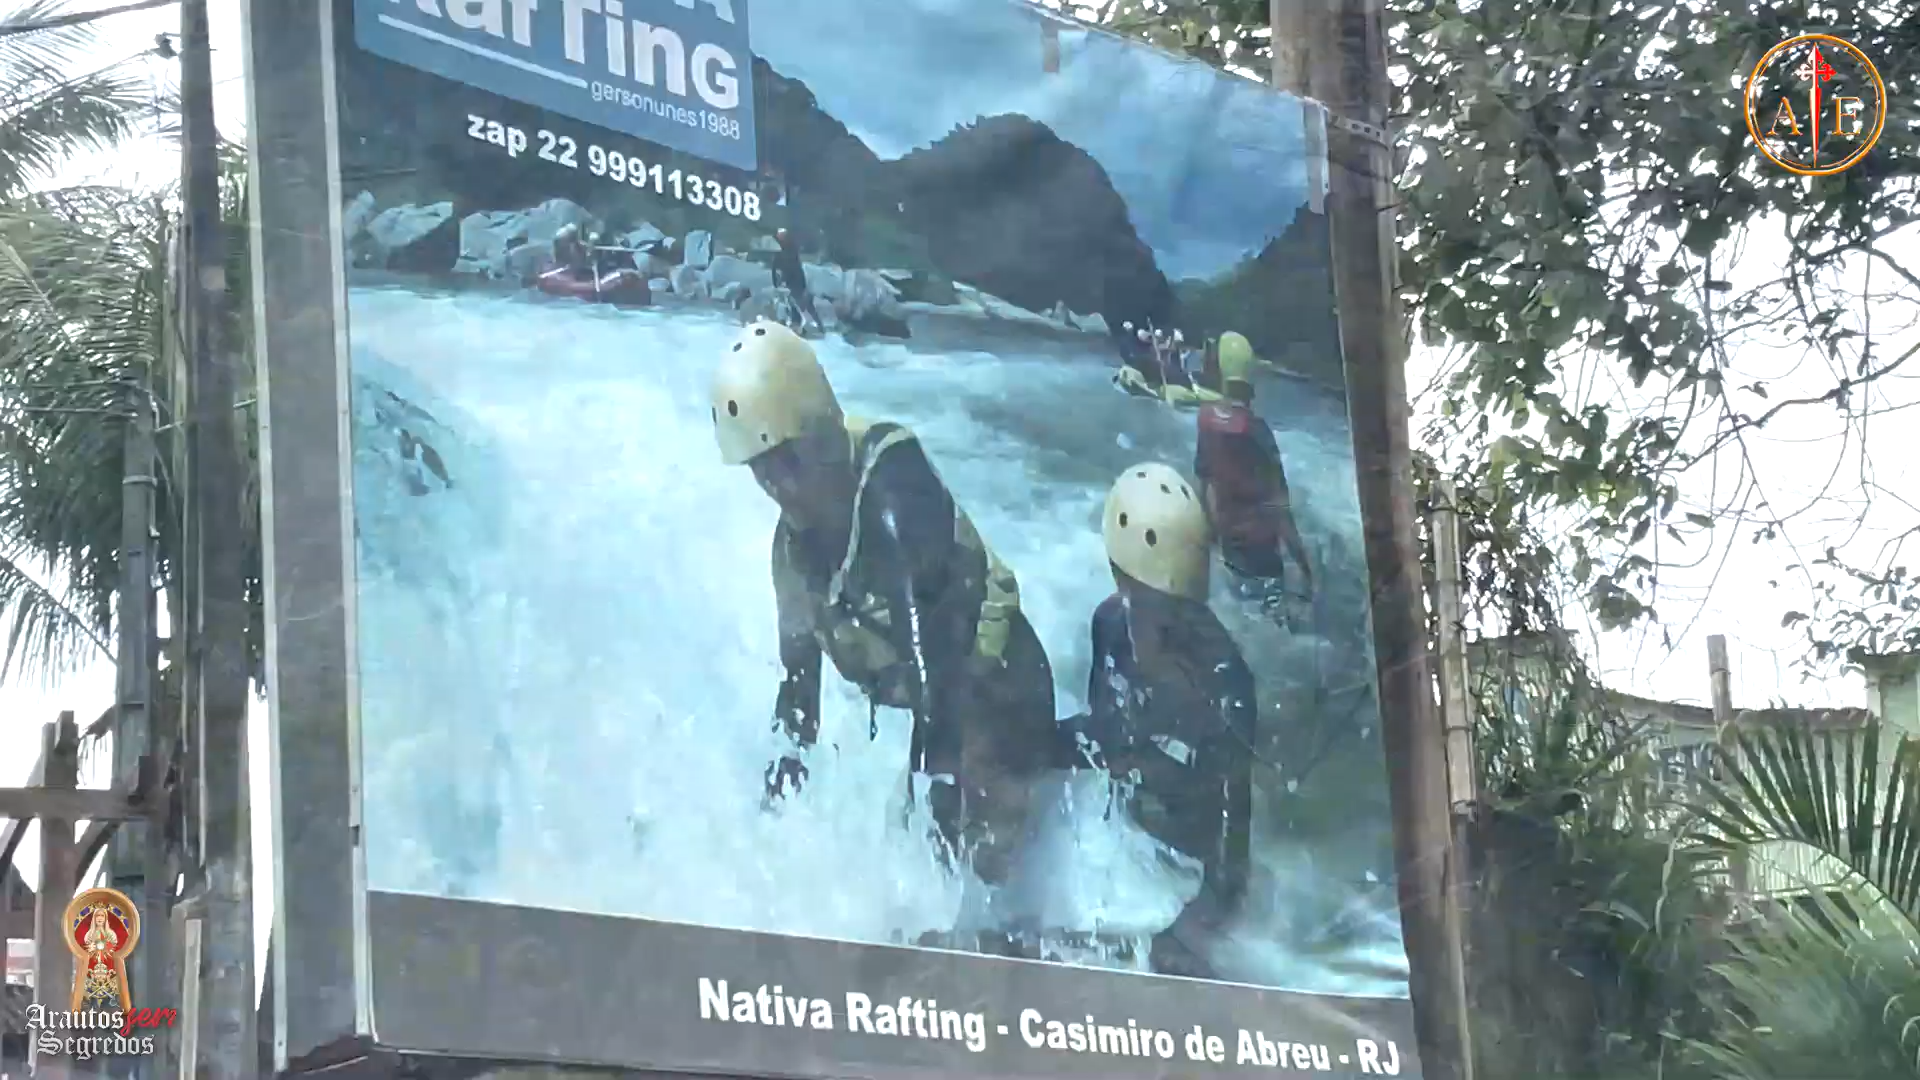 Rafting
gersonunes1988
zap 22 999113308
A E
Nativa Rafting - Casimiro de Abreu - RJ
Arautos sem
Segredos